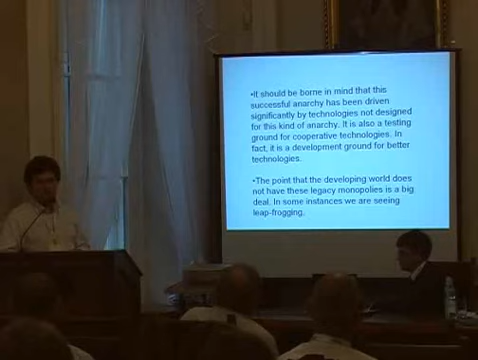 •It should be borne in mind that this
successful anarchy has been driven
significantly by technologies not designed
for this kind of anarchy. It is also a testing
ground for cooperative technologies. In
fact, it is a development ground for better
technologies.
•The point that the developing world does
not have these legacy monopolies is a big
deal. In some instances we are seeing
leap-frogging.